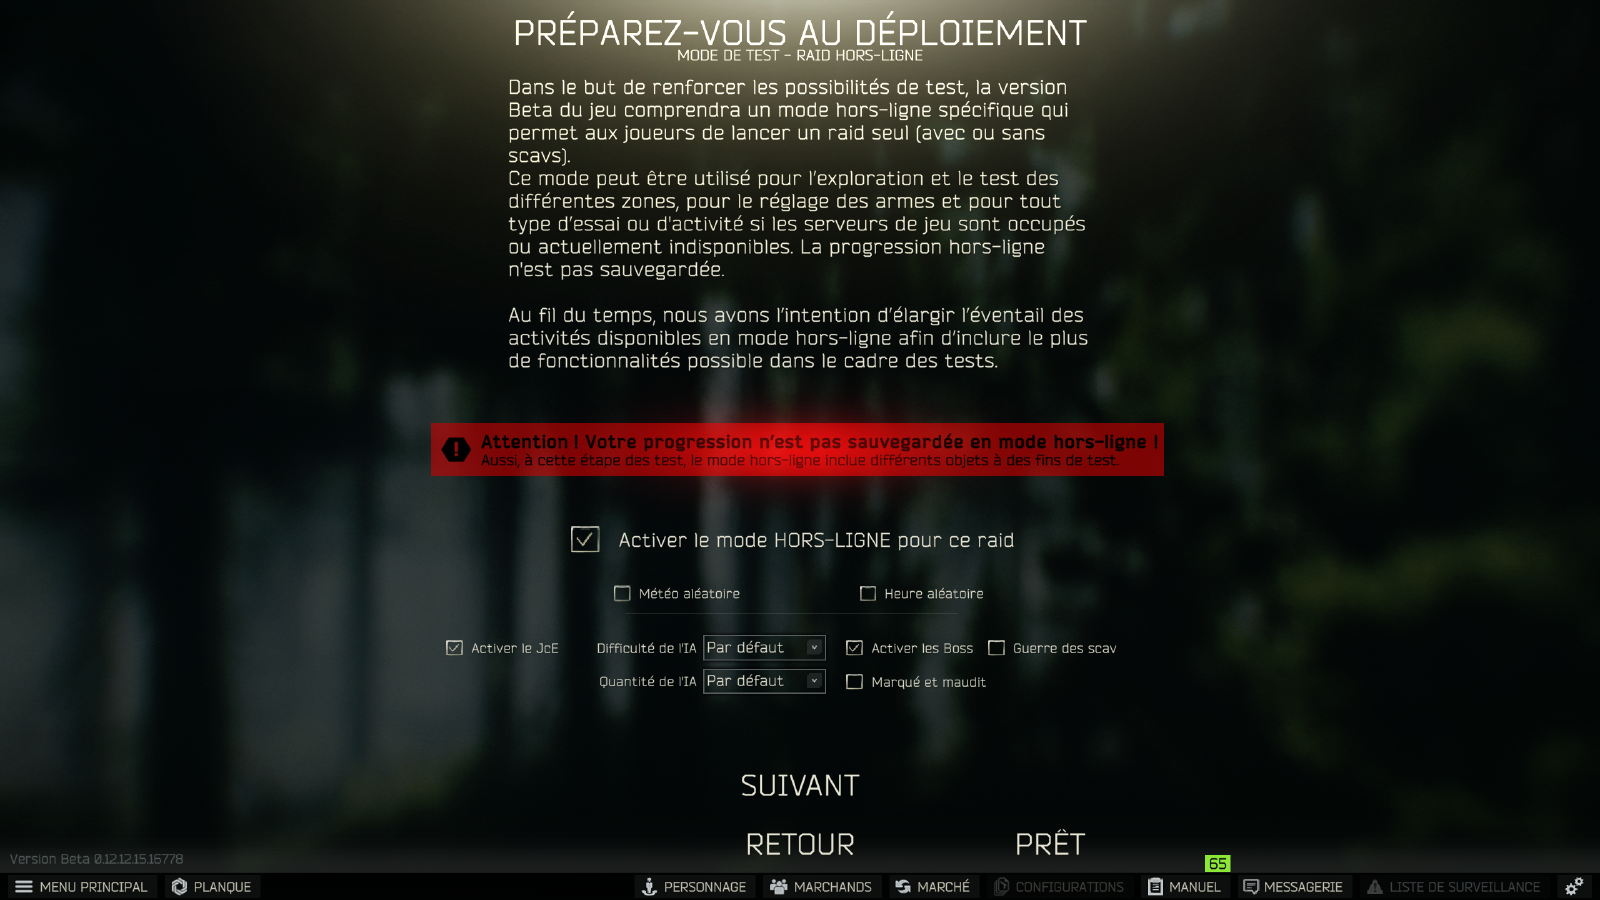 PRÉPAREZ-VOUS AU DÉPLOIEMENT
MODE DE TEST - RAID HORS-LIGNE
Dans le but de renforcer les possibilités de test, la version
Beta du jeu comprendra un mode hors-ligne spécifique qui
permet aux joueurs de lancer un raid seul (avec ou sans
scavs).
Ce mode peut être utilisé pour l'exploration et le test des
différentes zones, pour le réglage des armes et pour tout
type d'essai ou d'activité si les serveurs de jeu sont occupés
ou actuellement indisponibles. La progression hors-ligne
n'est pas sauvegardée.
Au fil du temps, nous avons l'intention d'élargir l'éventail des
activités disponibles en mode hors-ligne afin d'inclure le plus
de fonctionnalités possible dans le cadre des tests.
Attention ! Votre progression n'est pas sauvegardée en mode hors-ligne !
Aussi, à cette étape des test, le mode hors-ligne inclue différents objets à des fins de test.
Activer le mode HORS-LIGNE pour ce raid
Météo aléatoire
Heure aléatoire
Activer le JcE
Difficulté de l'IA
Par défaut
Activer les Boss
Guerre des scav
Quantité de l'IA
Par défaut
Marqué et maudit
SUIVANT
RETOUR
PRÊT
Version Beta 0.12.12.15.16778
65
MENU PRINCIPAL
PLANQUE
PERSONNAGE
MARCHANDS
MARCHÉ
CONFIGURATIONS
MANUEL
MESSAGERIE
LISTE DE SURVEILLANCE